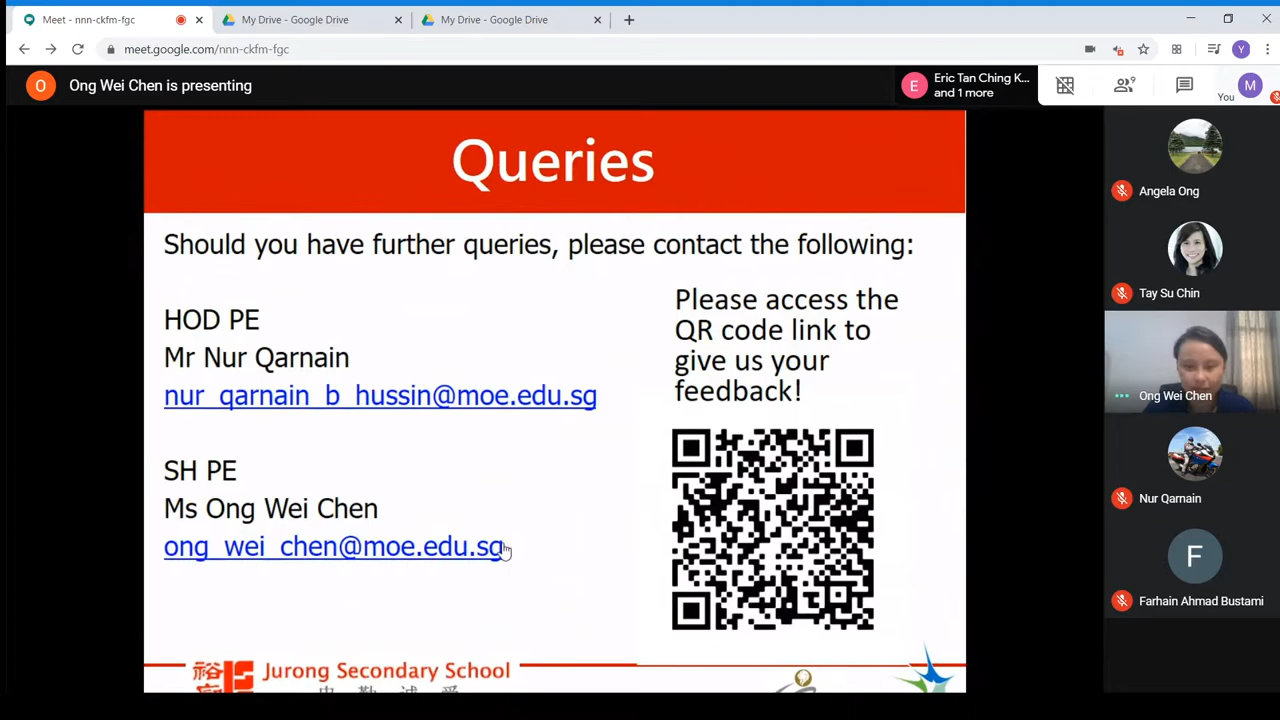 Meet - nnn-ckfm-fgc
My Drive - Google Drive
My Drive - Google Drive
meet.google.com/nnn-ckfm-fgc
Y
O
Ong Wei Chen is presenting
E
Eric Tan Ching K...
and 1 more
9
You
M
Queries
Should you have further queries, please contact the following:
HOD PE
Mr Nur Qarnain
nur_qarnain_b_hussin@moe.edu.sg
SH PE
Ms Ong Wei Chen
ong_wei_chen@moe.edu.sg
Please access the
QR code link to
give us your
feedback!
Jurong Secondary School
Angela Ong
Tay Su Chin
Ong Wei Chen
Nur Qarnain
F
Farhain Ahmad Bustami